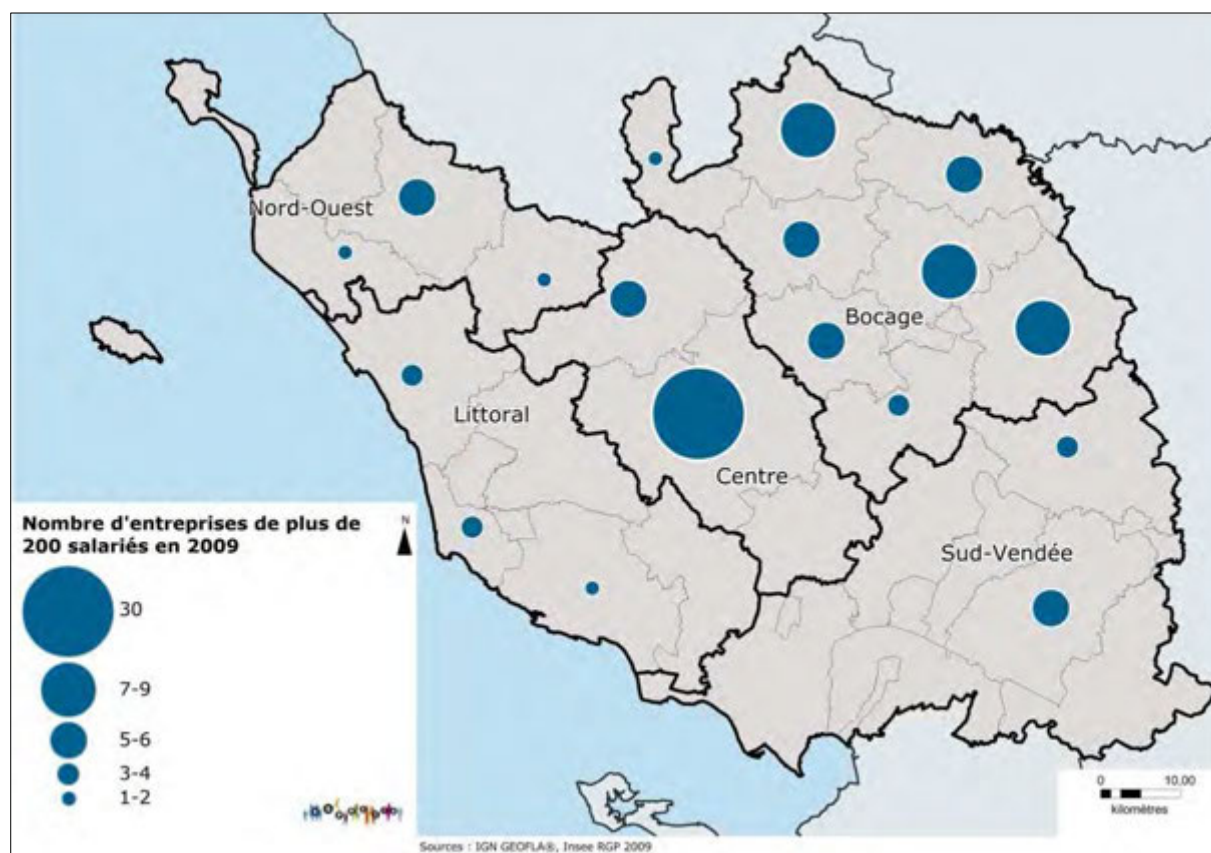 Nord-Ouest
Bocage
Littoral
Centre
Sud-Vendée
Nombre d'entreprises de plus de
200 salariés en 2009
N
30
7-9
5-6
3-4
1-2
0 10,00
kilomètres
Sources : IGN GEOFLA®, Insee RGP 2009